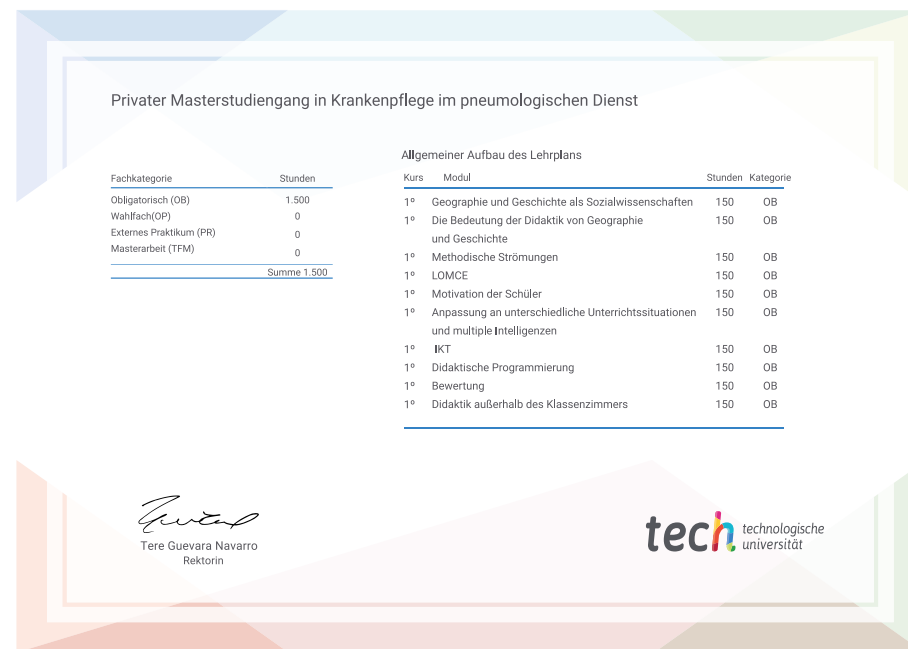 Privater Masterstudiengang in Krankenpflege im pneumologischen Dienst
Fachkategorie Stunden
Obligatorisch (OB) 1.500
Wahlfach(OP) 0
Externes Praktikum (PR) 0
Masterarbeit (TFM) 0
Summe 1.500
Allgemeiner Aufbau des Lehrplans
Kurs Modul Stunden Kategorie
1º Geographie und Geschichte als Sozialwissenschaften 150 OB
1º Die Bedeutung der Didaktik von Geographie 150 OB
und Geschichte
1º Methodische Strömungen 150 OB
1º LOMCE 150 OB
1º Motivation der Schüler 150 OB
1º Anpassung an unterschiedliche Unterrichtssituationen 150 OB
und multiple Intelligenzen
1º IKT 150 OB
1º Didaktische Programmierung 150 OB
1º Bewertung 150 OB
1º Didaktik außerhalb des Klassenzimmers 150 OB
Tere Guevara Navarro
Rektorin
tech technologische
universität